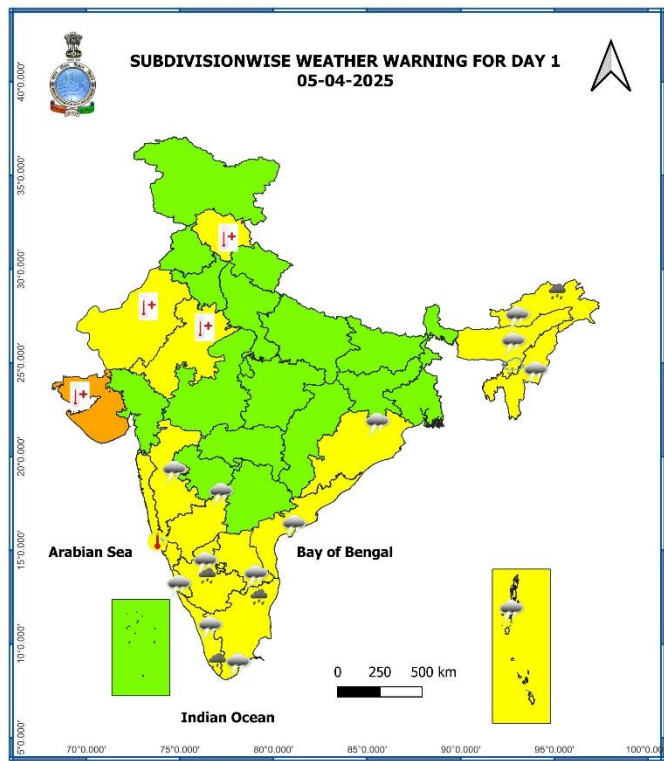 SUBDIVISIONWISE WEATHER WARNING FOR DAY 1
05-04-2025
40°0.000'
35°0.000'
30°0.000'
25°0.000'
20°0.000'
15°0.000'
10°0.000'
5°0.000'
Arabian Sea
Bay of Bengal
0 250 500 km
Indian Ocean
70°0.000' 75°0.000' 80°0.000' 85°0.000' 90°0.000' 95°0.000' 100°0.000'